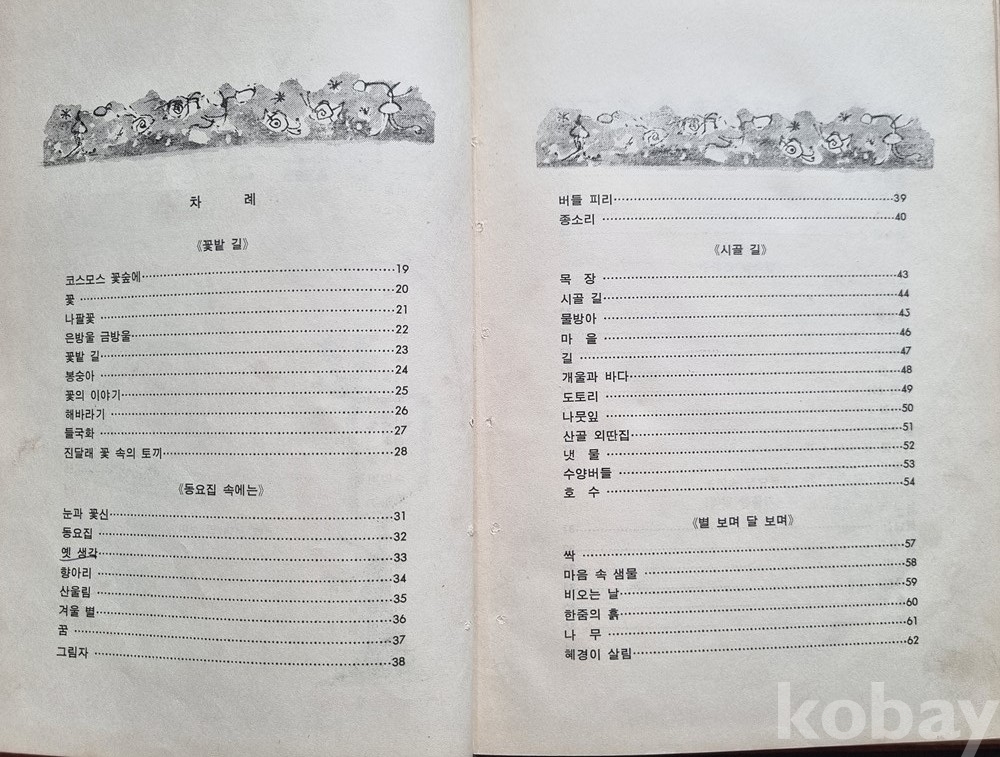 차 례
《꽃밭 길》
코스모스 꽃숲에 19
꽃 20
나팔꽃 21
은방울 금방울 22
꽃밭 길 23
봉숭아 24
꽃의 이야기 25
해바라기 26
들국화 27
진달래 꽃 속의 토끼 28
《동요집 속에는》
눈과 꽃신 31
동요집 32
옛 생각 33
향아리 34
산울림 35
겨울 별 36
꿈 37
그림자 38
버들 피리 39
종소리 40
《시골 길》
목 장 43
시골 길 44
물방아 45
마 을 46
길 47
개울과 바다 48
도토리 49
나뭇잎 50
산골 외딴집 51
냇 물 52
수양버들 53
호 수 54
《별 보며 달 보며》
싹 57
마음 속 샘물 58
비오는 날 59
한줌의 흙 60
나 무 61
혜경이 살림 62
kobay